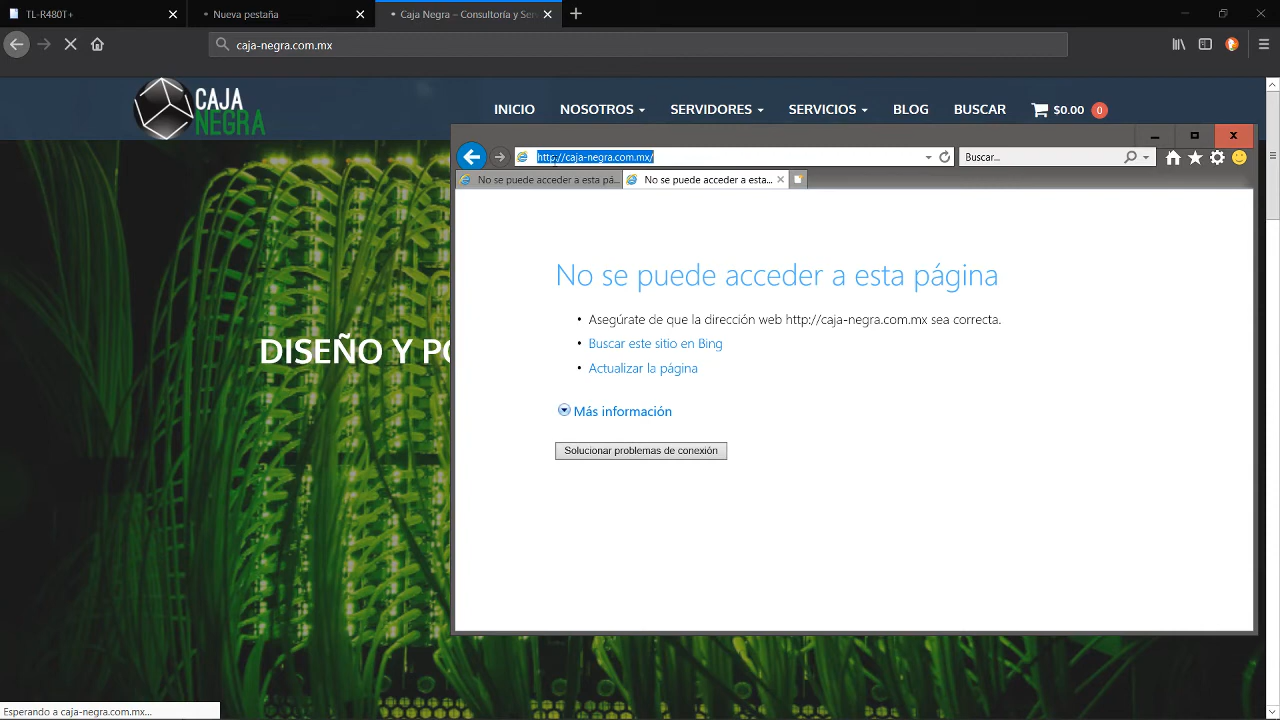 TL-R480T+
Nueva pestaña
Caja Negra – Consultoría y Ser
caja-negra.com.mx
CAJA
NEGRA
INICIO
NOSOTROS
SERVIDORES
SERVICIOS
BLOG
BUSCAR
$0.00
0
http://caja-negra.com.mx/
Buscar...
No se puede acceder a esta pá...
No se puede acceder a esta...
No se puede acceder a esta página
Asegúrate de que la dirección web http://caja-negra.com.mx sea correcta.
Buscar este sitio en Bing
Actualizar la página
Más información
Solucionar problemas de conexión
DISEÑO Y PO
Esperando a caja-negra.com.mx...